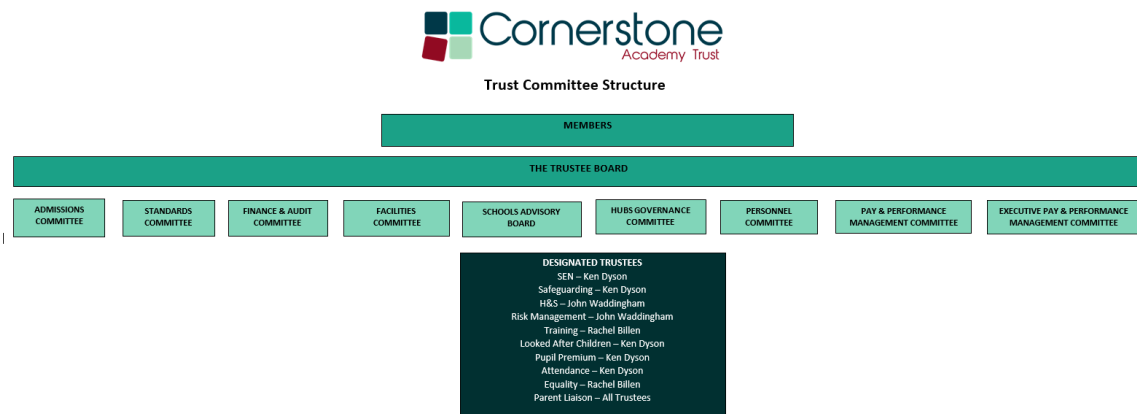 Cornerstone
Academy Trust
Trust Committee Structure
MEMBERS
THE TRUSTEE BOARD
ADMISSIONS
COMMITTEE
STANDARDS
COMMITTEE
FINANCE & AUDIT
COMMITTEE
FACILITIES
COMMITTEE
SCHOOLS ADVISORY
BOARD
HUBS GOVERNANCE
COMMITTEE
PERSONNEL
COMMITTEE
PAY & PERFORMANCE
MANAGEMENT COMMITTEE
EXECUTIVE PAY & PERFORMANCE
MANAGEMENT COMMITTEE
DESIGNATED TRUSTEES
SEN – Ken Dyson
Safeguarding – Ken Dyson
H&S – John Waddingham
Risk Management – John Waddingham
Training – Rachel Billen
Looked After Children – Ken Dyson
Pupil Premium – Ken Dyson
Attendance – Ken Dyson
Equality – Rachel Billen
Parent Liaison – All Trustees